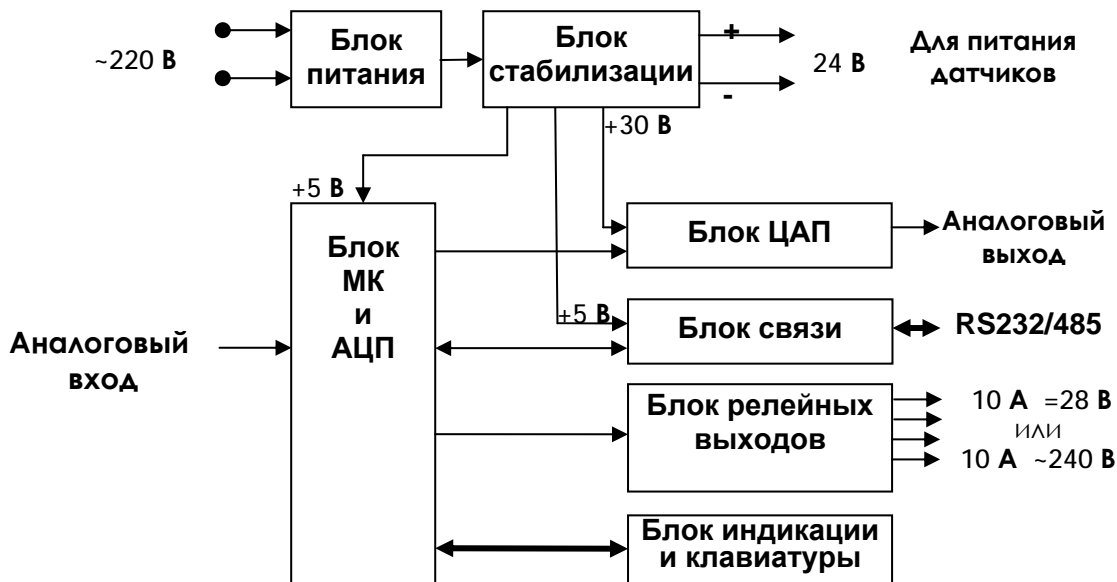 ~220 В
Блок
питания
Блок
стабилизации
+
-
24 В
Для питания
датчиков
+30 В
+5 В
Блок
МК
и
АЦП
Аналоговый
вход
Блок ЦАП
Аналоговый
выход
+5 В
Блок связи
RS232/485
Блок релейных
выходов
10 А =28 В
или
10 А ~240 В
Блок индикации
и клавиатуры